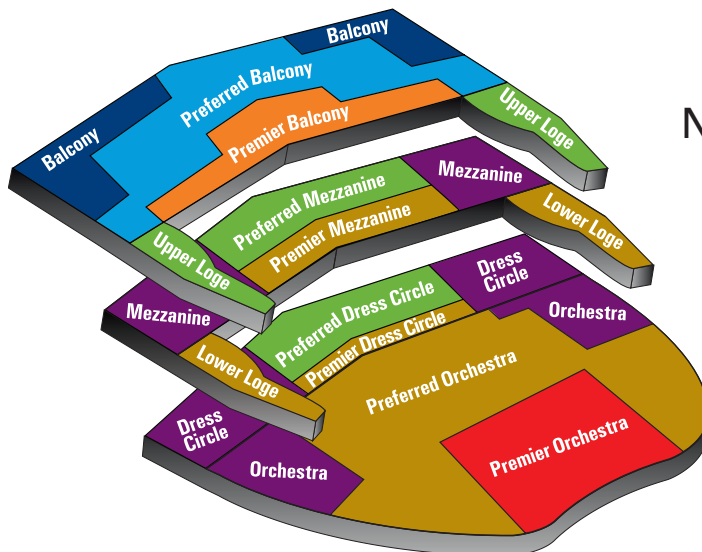 Balcony
Preferred Balcony
Balcony
Premier Balcony
Upper Loge
N
Mezzanine
Preferred Mezzanine
Premier Mezzanine
Lower Loge
Upper Loge
Mezzanine
Dress
Circle
Preferred Dress Circle
Premier Dress Circle
Orchestra
Lower Loge
Preferred Orchestra
Dress
Circle
Premier Orchestra
Orchestra